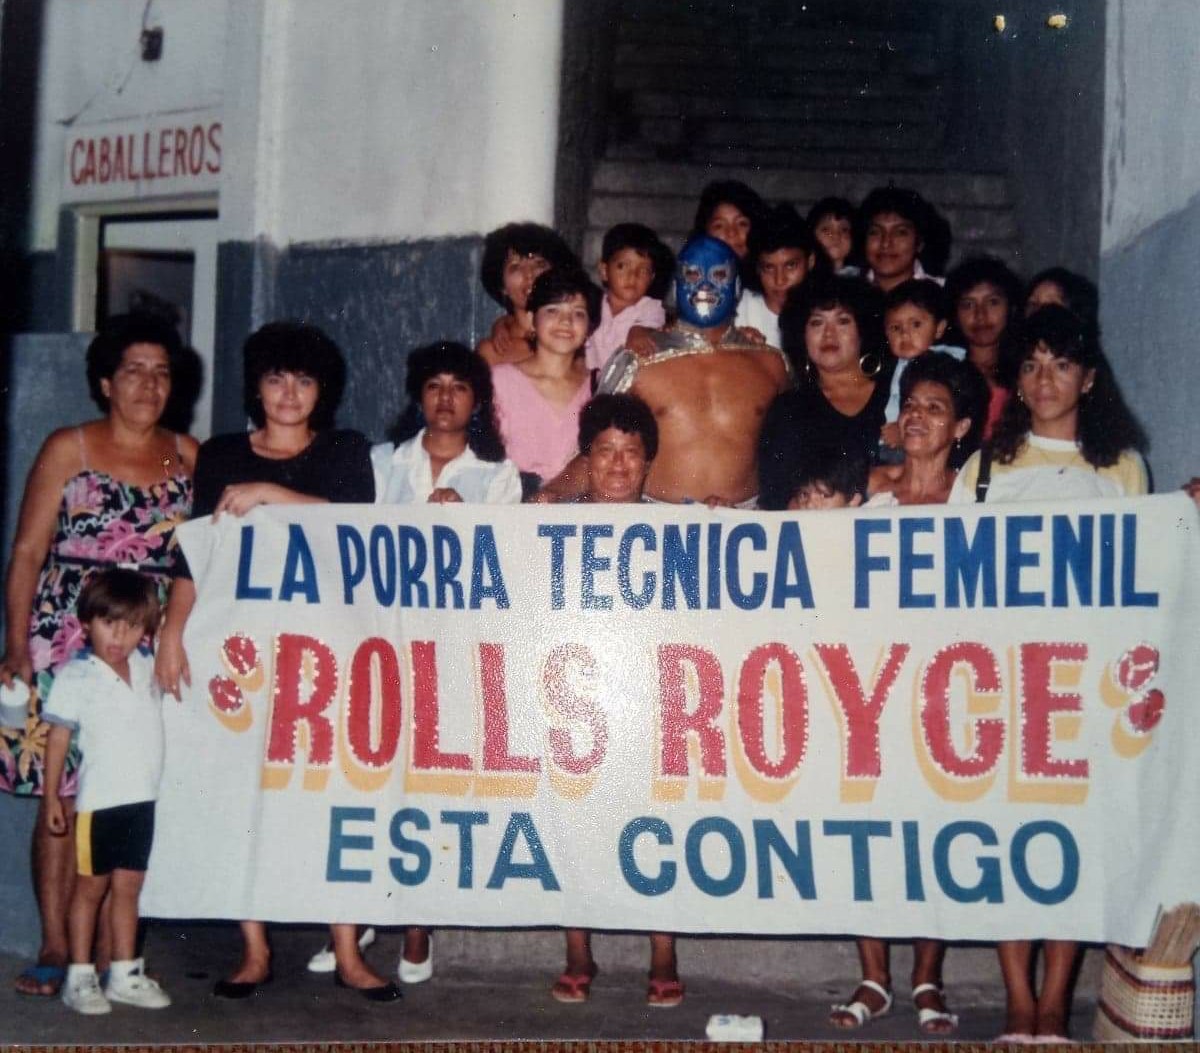 CABALLEROS
LA PORRA TECNICA FEMENIL
"ROLLS ROYCE"
ESTA CONTIGO